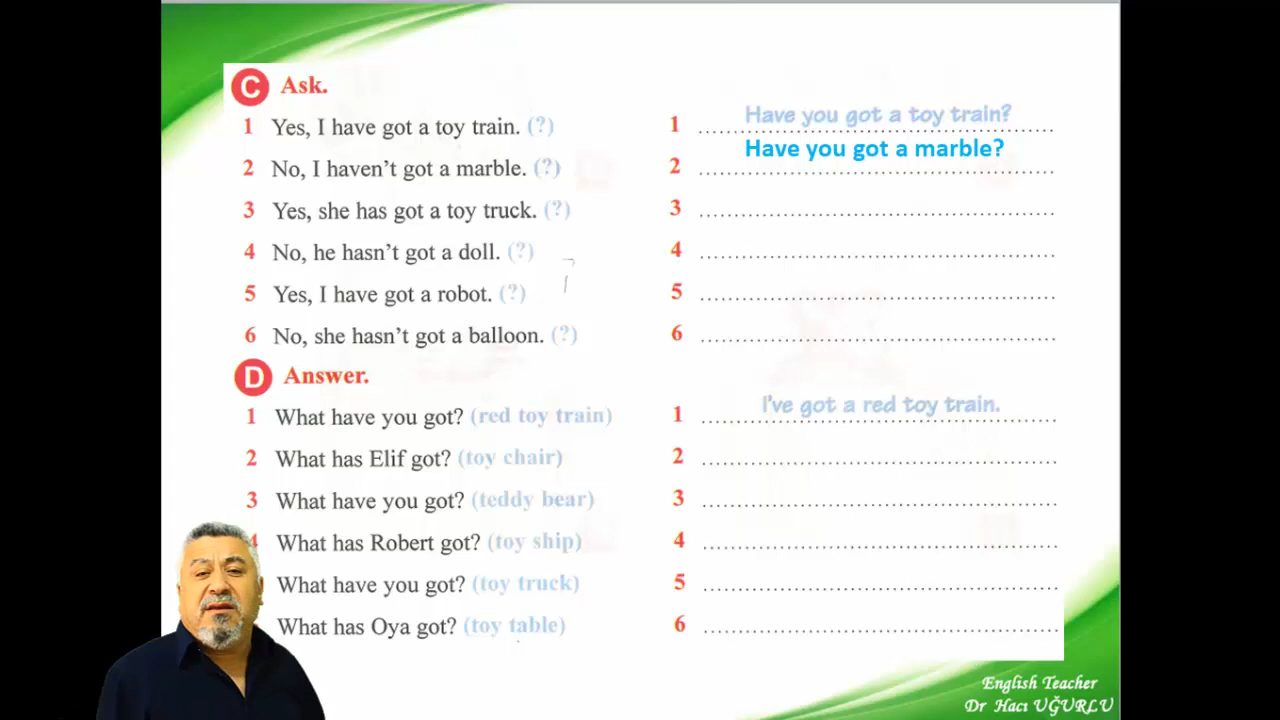 C Ask.
1 Yes, I have got a toy train. (?)
2 No, I haven't got a marble. (?)
3 Yes, she has got a toy truck. (?)
4 No, he hasn't got a doll. (?)
5 Yes, I have got a robot. (?)
6 No, she hasn't got a balloon. (?)
1 Have you got a toy train?
2 Have you got a marble?
3
4
5
6
D Answer.
1 What have you got? (red toy train)
2 What has Elif got? (toy chair)
3 What have you got? (teddy bear)
4 What has Robert got? (toy ship)
What have you got? (toy truck)
What has Oya got? (toy table)
1 I've got a red toy train.
2
3
4
5
6
English Teacher
Dr Hacı UĞURLU